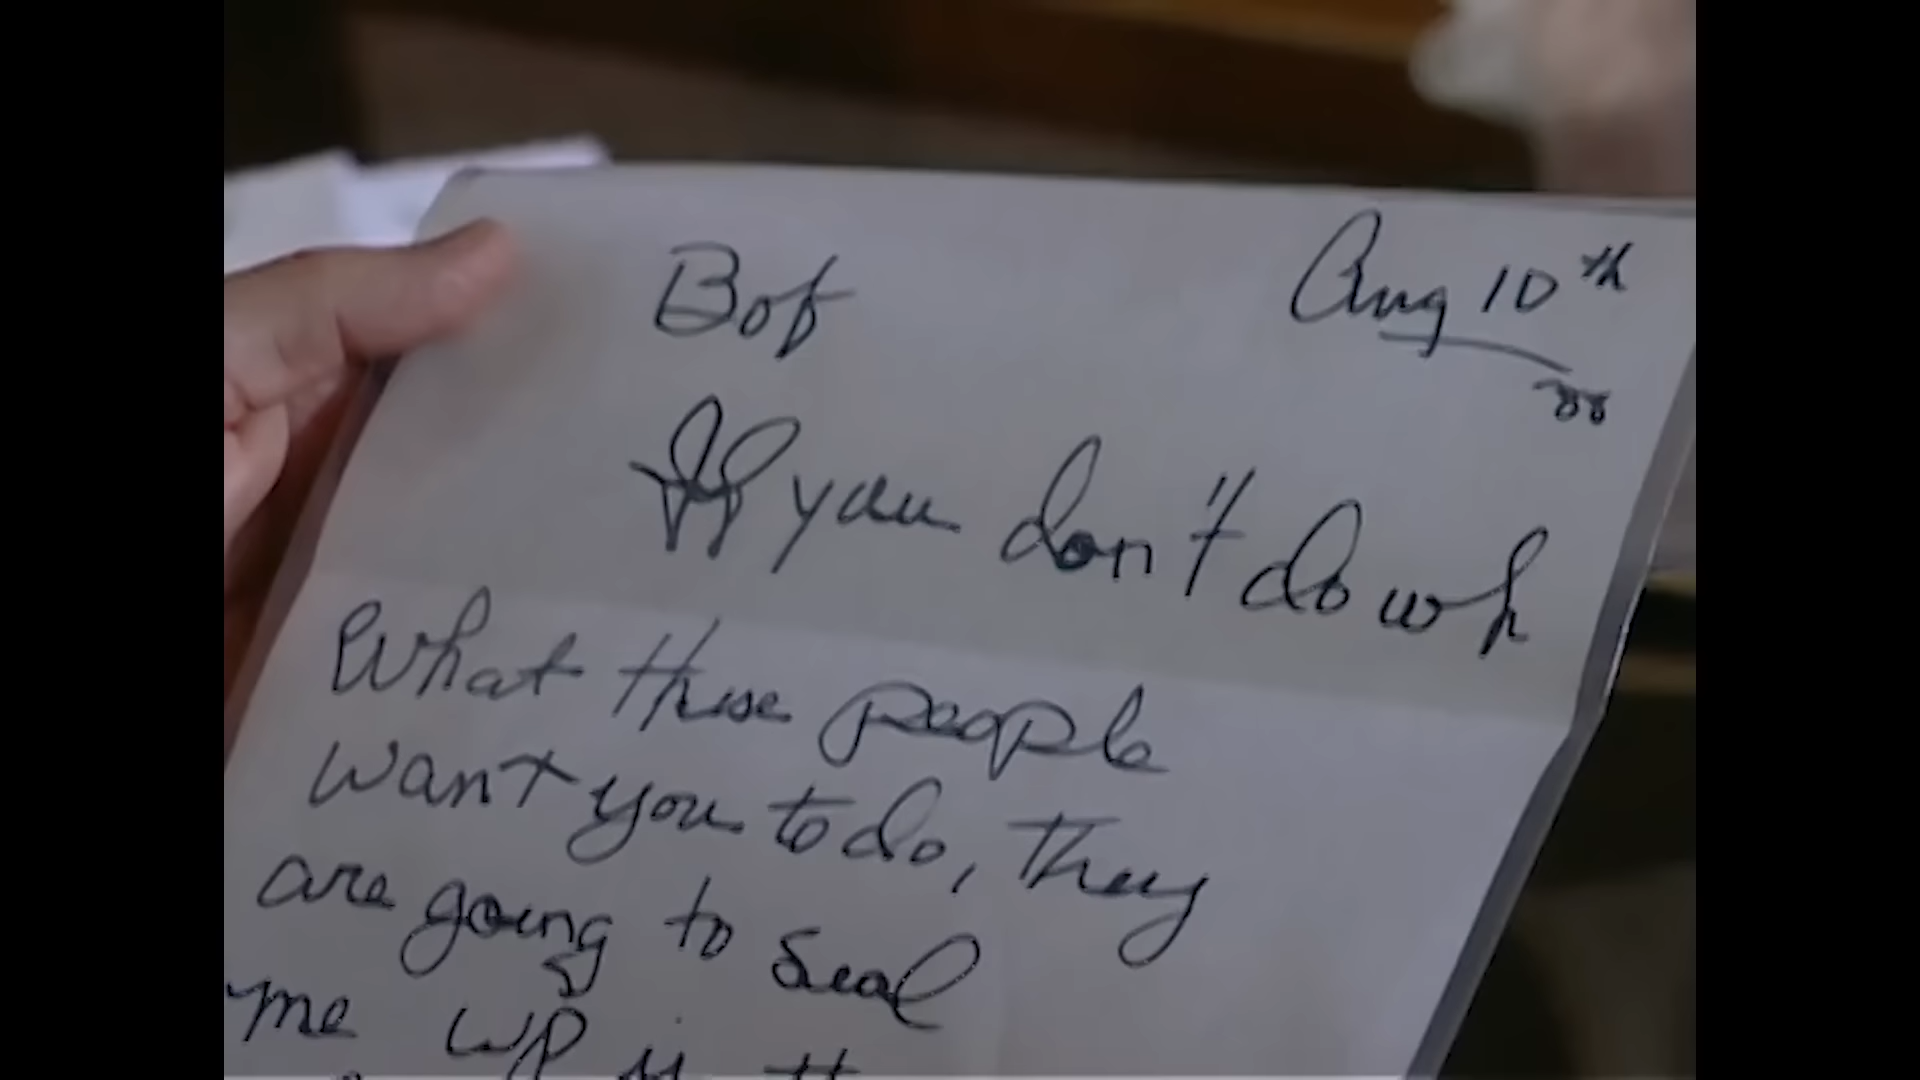 Bob
Aug 10th
'88
If you don't do wh
What these people
want you to do, they
are going to seal
me up